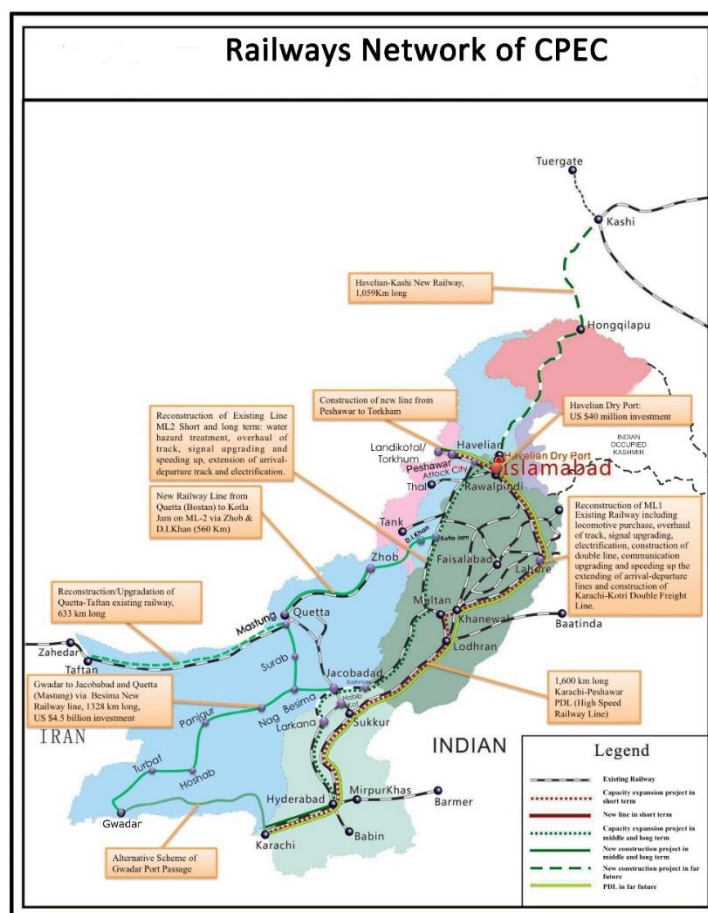 Railways Network of CPEC
Tuergate
Kashi
Havelian-Kashi New Railway,
1,059Km long
Hongqilapu
Construction of new line from
Peshawar to Torkham
Havelian Dry Port:
US $40 million investment
Reconstruction of Existing Line
ML2 Short and long term: water
hazard treatment, overhaul of
track, signal upgrading and
speeding up, extension of arrival-
departure track and electrification.
INDIAN
OCCUPIED
KASHMIR
Landikotal/
Torkhum
Havelian
Havelian Dry Port
Islamabad
Peshawar
Attock City
Rawalpindi
Thal
New Railway Line from
Quetta (Bostan) to Kotla
Jam on ML-2 via Zhob &
D.I.Khan (560 Km)
Reconstruction of ML1
Existing Railway including
locomotive purchase, overhaul
of track, signal upgrading,
electrification, construction of
double line, communication
upgrading and speeding up the
extending of arrival-departure
lines and construction of
Karachi-Kotri Double Freight
Line.
Tank
D.I.Khan
Kotla Jam
Faisalabad
Lahere
Zhob
Reconstruction/Upgradation of
Quetta-Taftan existing railway,
633 km long
Multan
Khanewal
Baatinda
Mastung
Quetta
Lodhran
Zahedar
Taftan
Surab
Gwadar to Jacobabad and Quetta
(Mastung) via Besima New
Railway line, 1328 km long,
US $4.5 billion investment
Jacobadad
Kashmore
1,600 km long
Karachi-Peshawar
PDL (High Speed
Railway Line)
Besima
Nag
Habib
Kot
Larkana
Sukkur
Panjgur
IRAN
INDIAN
Turbat
Hoshab
Hyderabad
MirpurKhas
Barmer
Gwadar
Karachi
Babin
Alternative Scheme of
Gwadar Port Passage
Legend
Existing Railway
Capacity expansion project in
short term
New line in short term
Capacity expansion project in
middle and long term
New construction project in
middle and long term
New construction project in far
future
PDL in far future